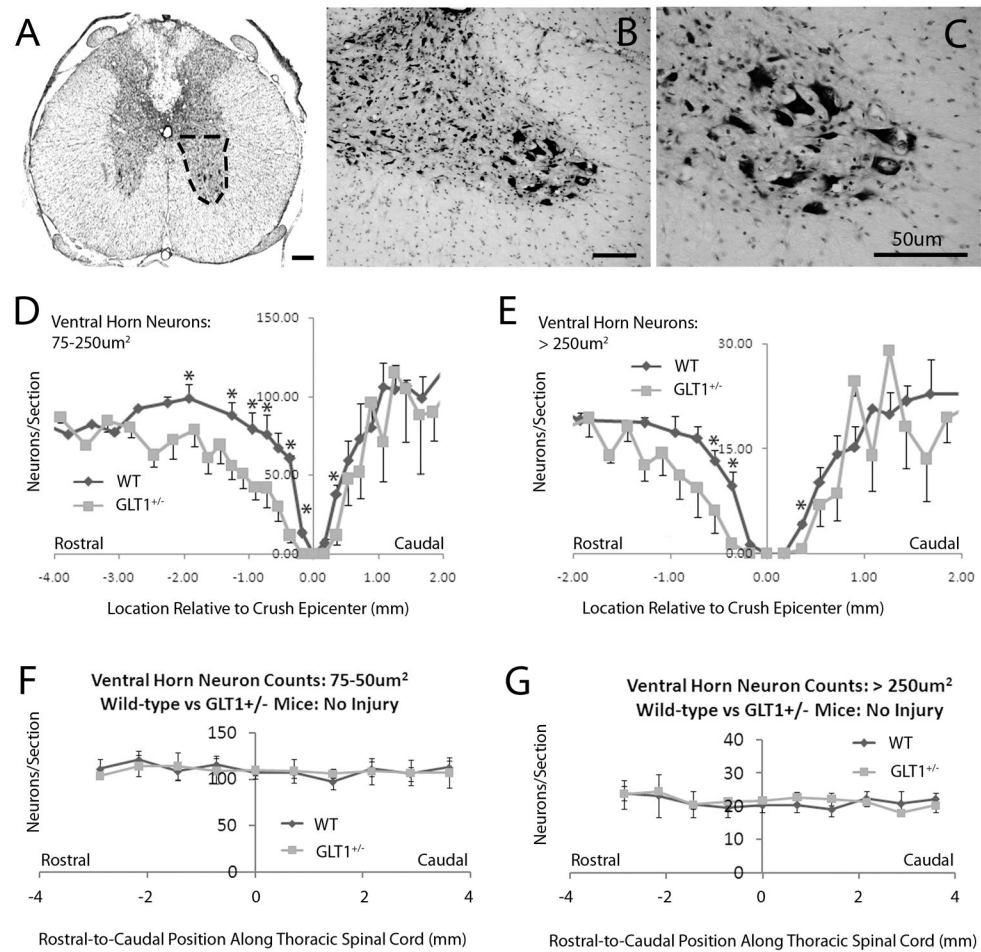 A
B
C
50um
D
Ventral Horn Neurons:
75-250um²
150.00
100.00
50.00
0.00
Neurons/Section
* * * * * * *
WT
GLT1+/-
Rostral
Caudal
-4.00 -3.00 -2.00 -1.00 0.00 1.00 2.00
Location Relative to Crush Epicenter (mm)
E
Ventral Horn Neurons:
> 250um²
30.00
15.00
0.00
Neurons/Section
* * *
WT
GLT1+/-
Rostral
Caudal
-2.00 -1.00 0.00 1.00 2.00
Location Relative to Crush Epicenter (mm)
F
Ventral Horn Neuron Counts: 75-50um²
Wild-type vs GLT1+/- Mice: No Injury
150
100
50
0
Neurons/Section
WT
GLT1+/-
Rostral
Caudal
-4 -2 0 2 4
Rostral-to-Caudal Position Along Thoracic Spinal Cord (mm)
G
Ventral Horn Neuron Counts: > 250um²
Wild-type vs GLT1+/- Mice: No Injury
40
30
20
10
0
Neurons/Section
WT
GLT1+/-
Rostral
Caudal
-4 -2 0 2 4
Rostral-to-Caudal Position Along Thoracic Spinal Cord (mm)